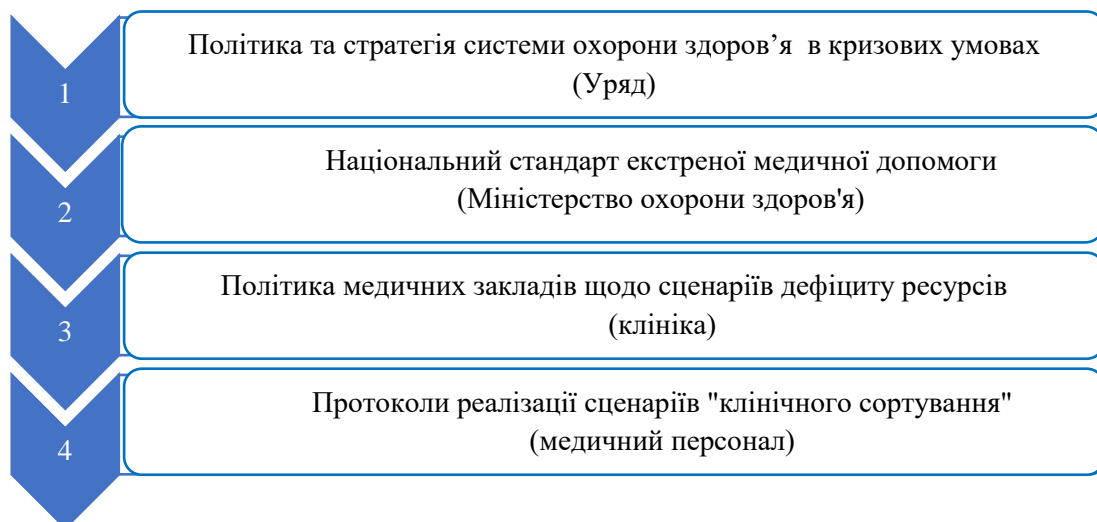 1
Політика та стратегія системи охорони здоров’я в кризових умовах
(Уряд)
2
Національний стандарт екстреної медичної допомоги
(Міністерство охорони здоров'я)
3
Політика медичних закладів щодо сценаріїв дефіциту ресурсів
(клініка)
4
Протоколи реалізації сценаріїв "клінічного сортування"
(медичний персонал)